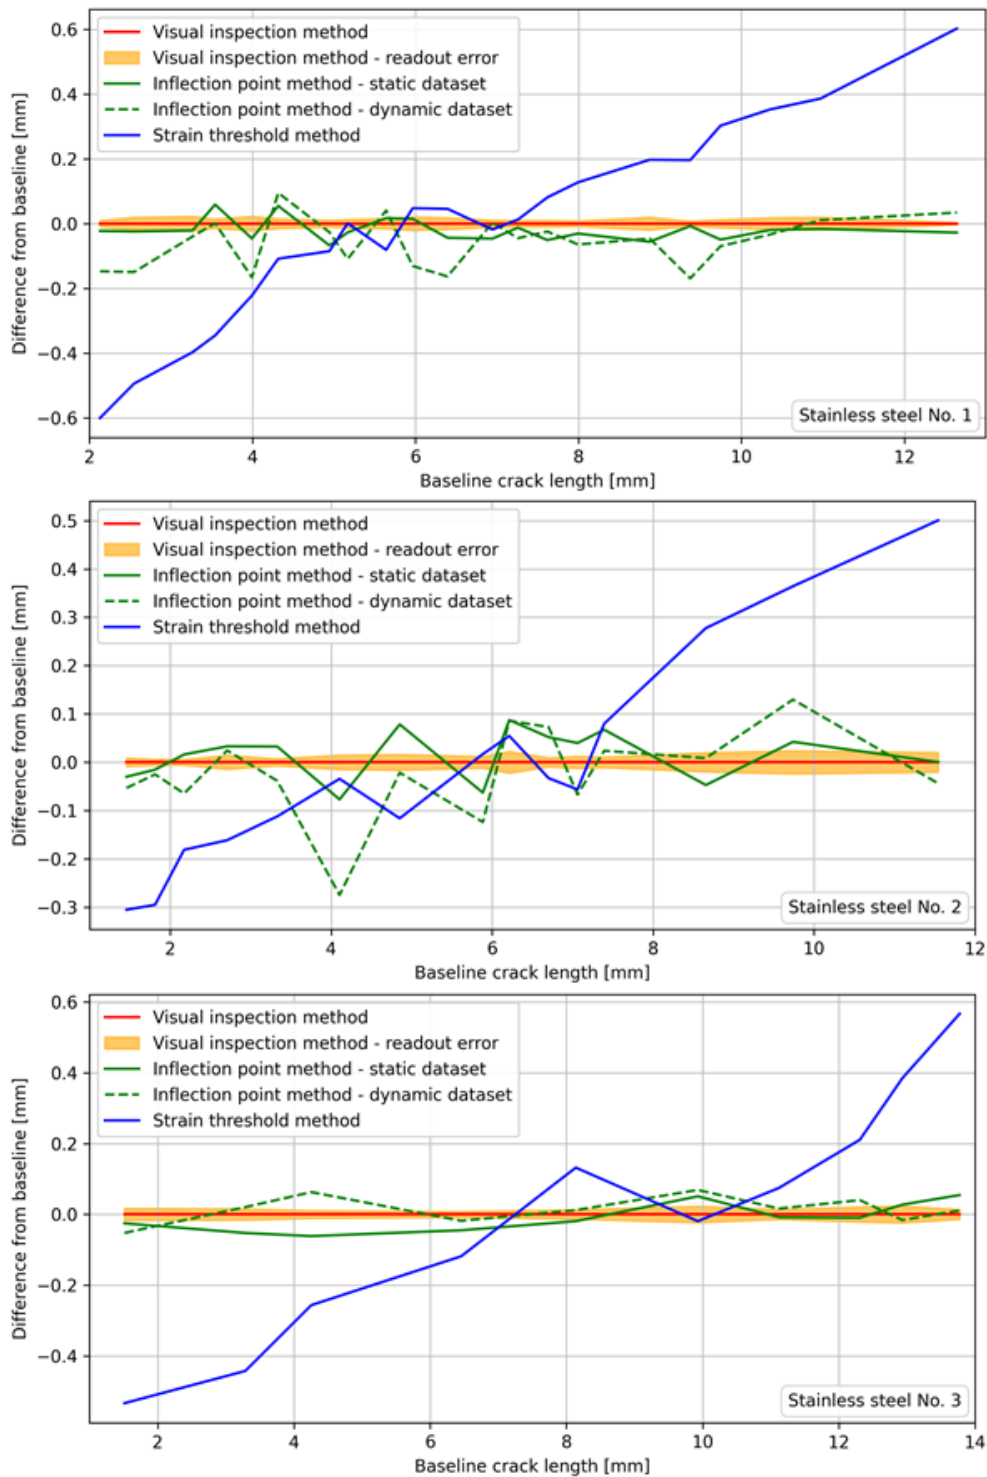 0.6
0.4
0.2
0.0
−0.2
−0.4
−0.6
Difference from baseline [mm]
Visual inspection method
Visual inspection method - readout error
Inflection point method - static dataset
Inflection point method - dynamic dataset
Strain threshold method
Stainless steel No. 1
2 4 6 8 10 12
Baseline crack length [mm]
0.5
0.4
0.3
0.2
0.1
0.0
−0.1
−0.2
−0.3
Difference from baseline [mm]
Visual inspection method
Visual inspection method - readout error
Inflection point method - static dataset
Inflection point method - dynamic dataset
Strain threshold method
Stainless steel No. 2
2 4 6 8 10 12
Baseline crack length [mm]
0.6
0.4
0.2
0.0
−0.2
−0.4
Difference from baseline [mm]
Visual inspection method
Visual inspection method - readout error
Inflection point method - static dataset
Inflection point method - dynamic dataset
Strain threshold method
Stainless steel No. 3
2 4 6 8 10 12 14
Baseline crack length [mm]